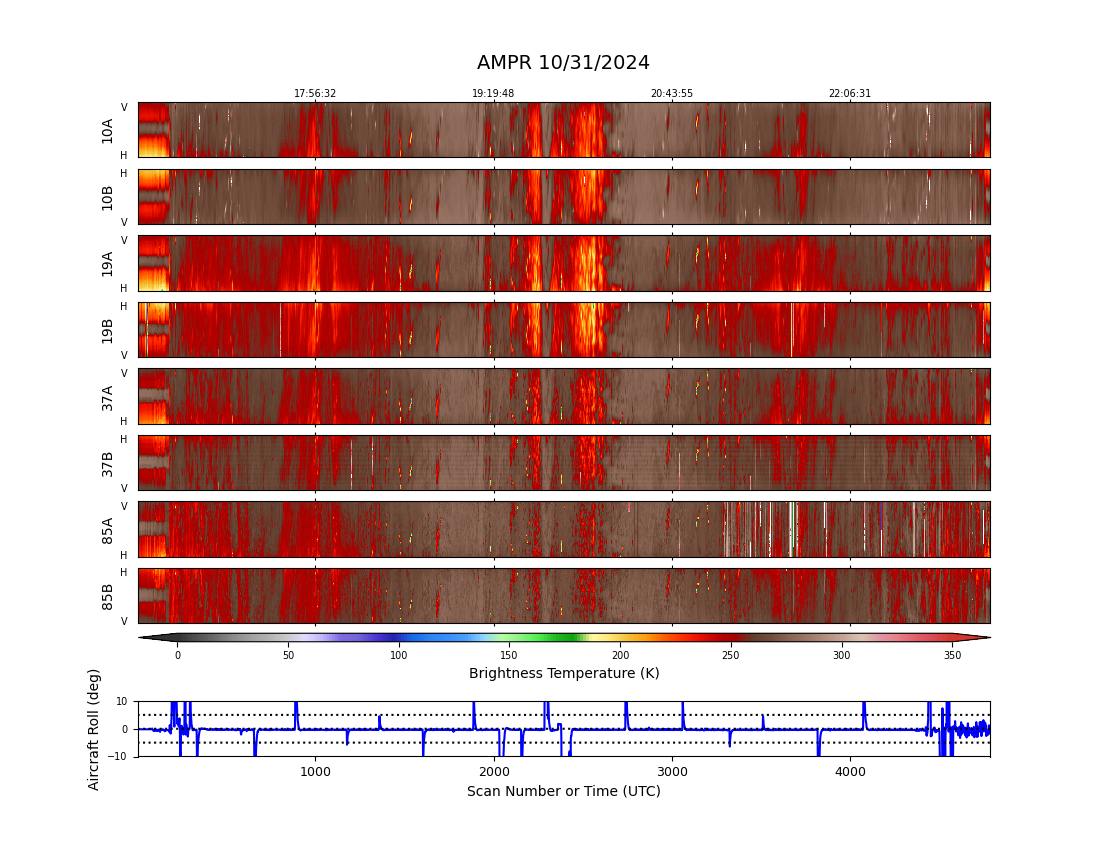 AMPR 10/31/2024
17:56:32 19:19:48 20:43:55 22:06:31
V
10A
H
H
10B
V
V
19A
H
H
19B
V
V
37A
H
H
37B
V
V
85A
H
H
85B
V
0 50 100 150 200 250 300 350
Brightness Temperature (K)
Aircraft Roll (deg)
10
0
−10
1000 2000 3000 4000
Scan Number or Time (UTC)